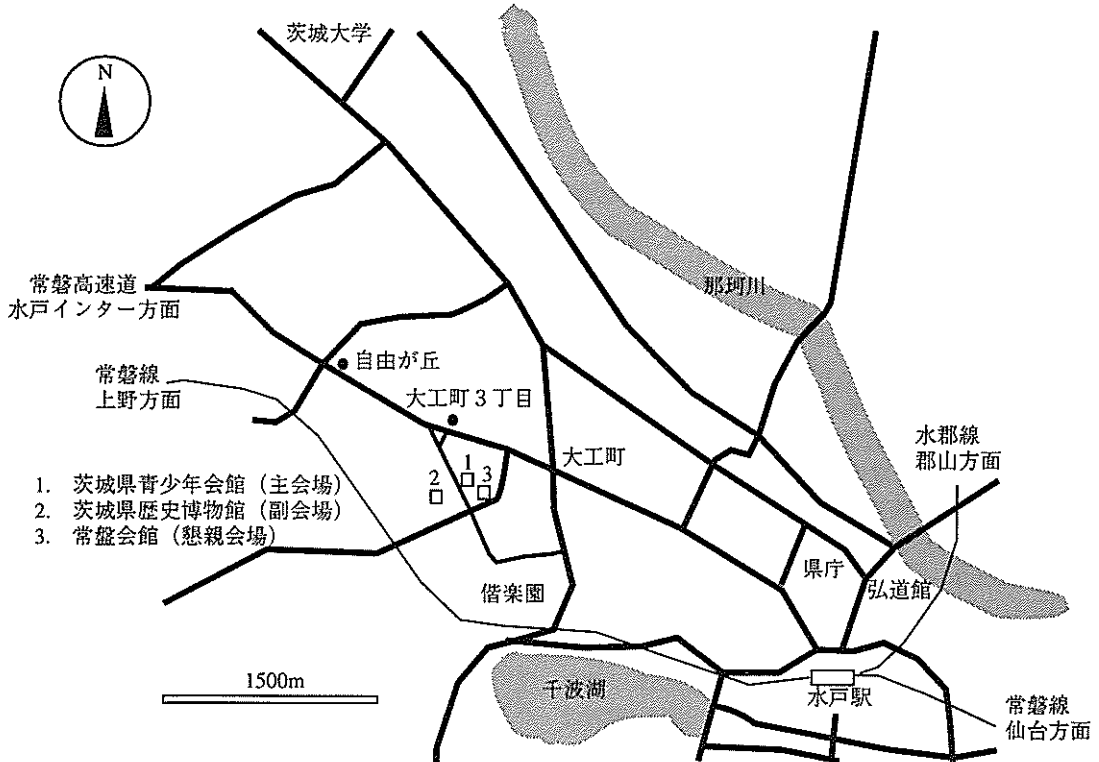 茨城大学
N
那珂川
常磐高速道
水戸インター方面
自由が丘
常磐線
上野方面
大工町3丁目
大工町
水郡線
郡山方面
1
2
3
1. 茨城県青少年会館（主会場）
2. 茨城県歴史博物館（副会場）
3. 常盤会館（懇親会場）
県庁
弘道館
偕楽園
1500m
千波湖
水戸駅
常磐線
仙台方面